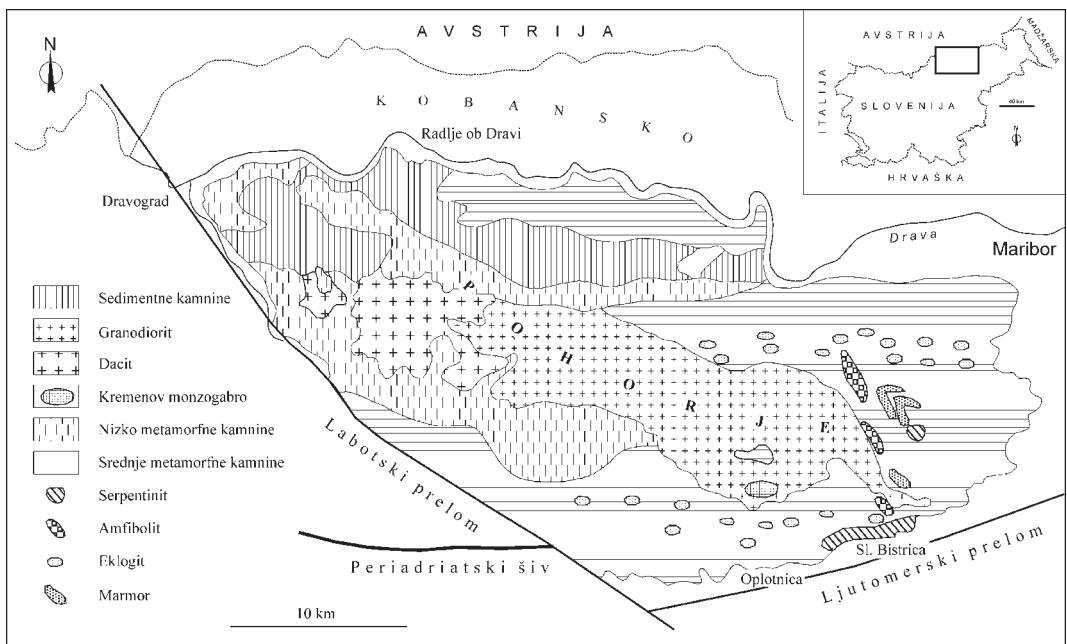 N
AVSTRIJA
KOBANSKO
Radlje ob Dravi
Dravograd
Drava
Maribor
POHORJE
Labotski prelom
Periadriatski šiv
Sl. Bistrica
Oplotnica
Ljutomerski prelom
10 km
Sedimentne kamnine
Granodiorit
Dacit
Kremenov monzogabro
Nizko metamorfne kamnine
Srednje metamorfne kamnine
Serpentinit
Amfibolit
Eklogit
Marmor
AVSTRIJA
MADŽARSKA
ITALIJA
SLOVENIJA
40 km
HRVAŠKA